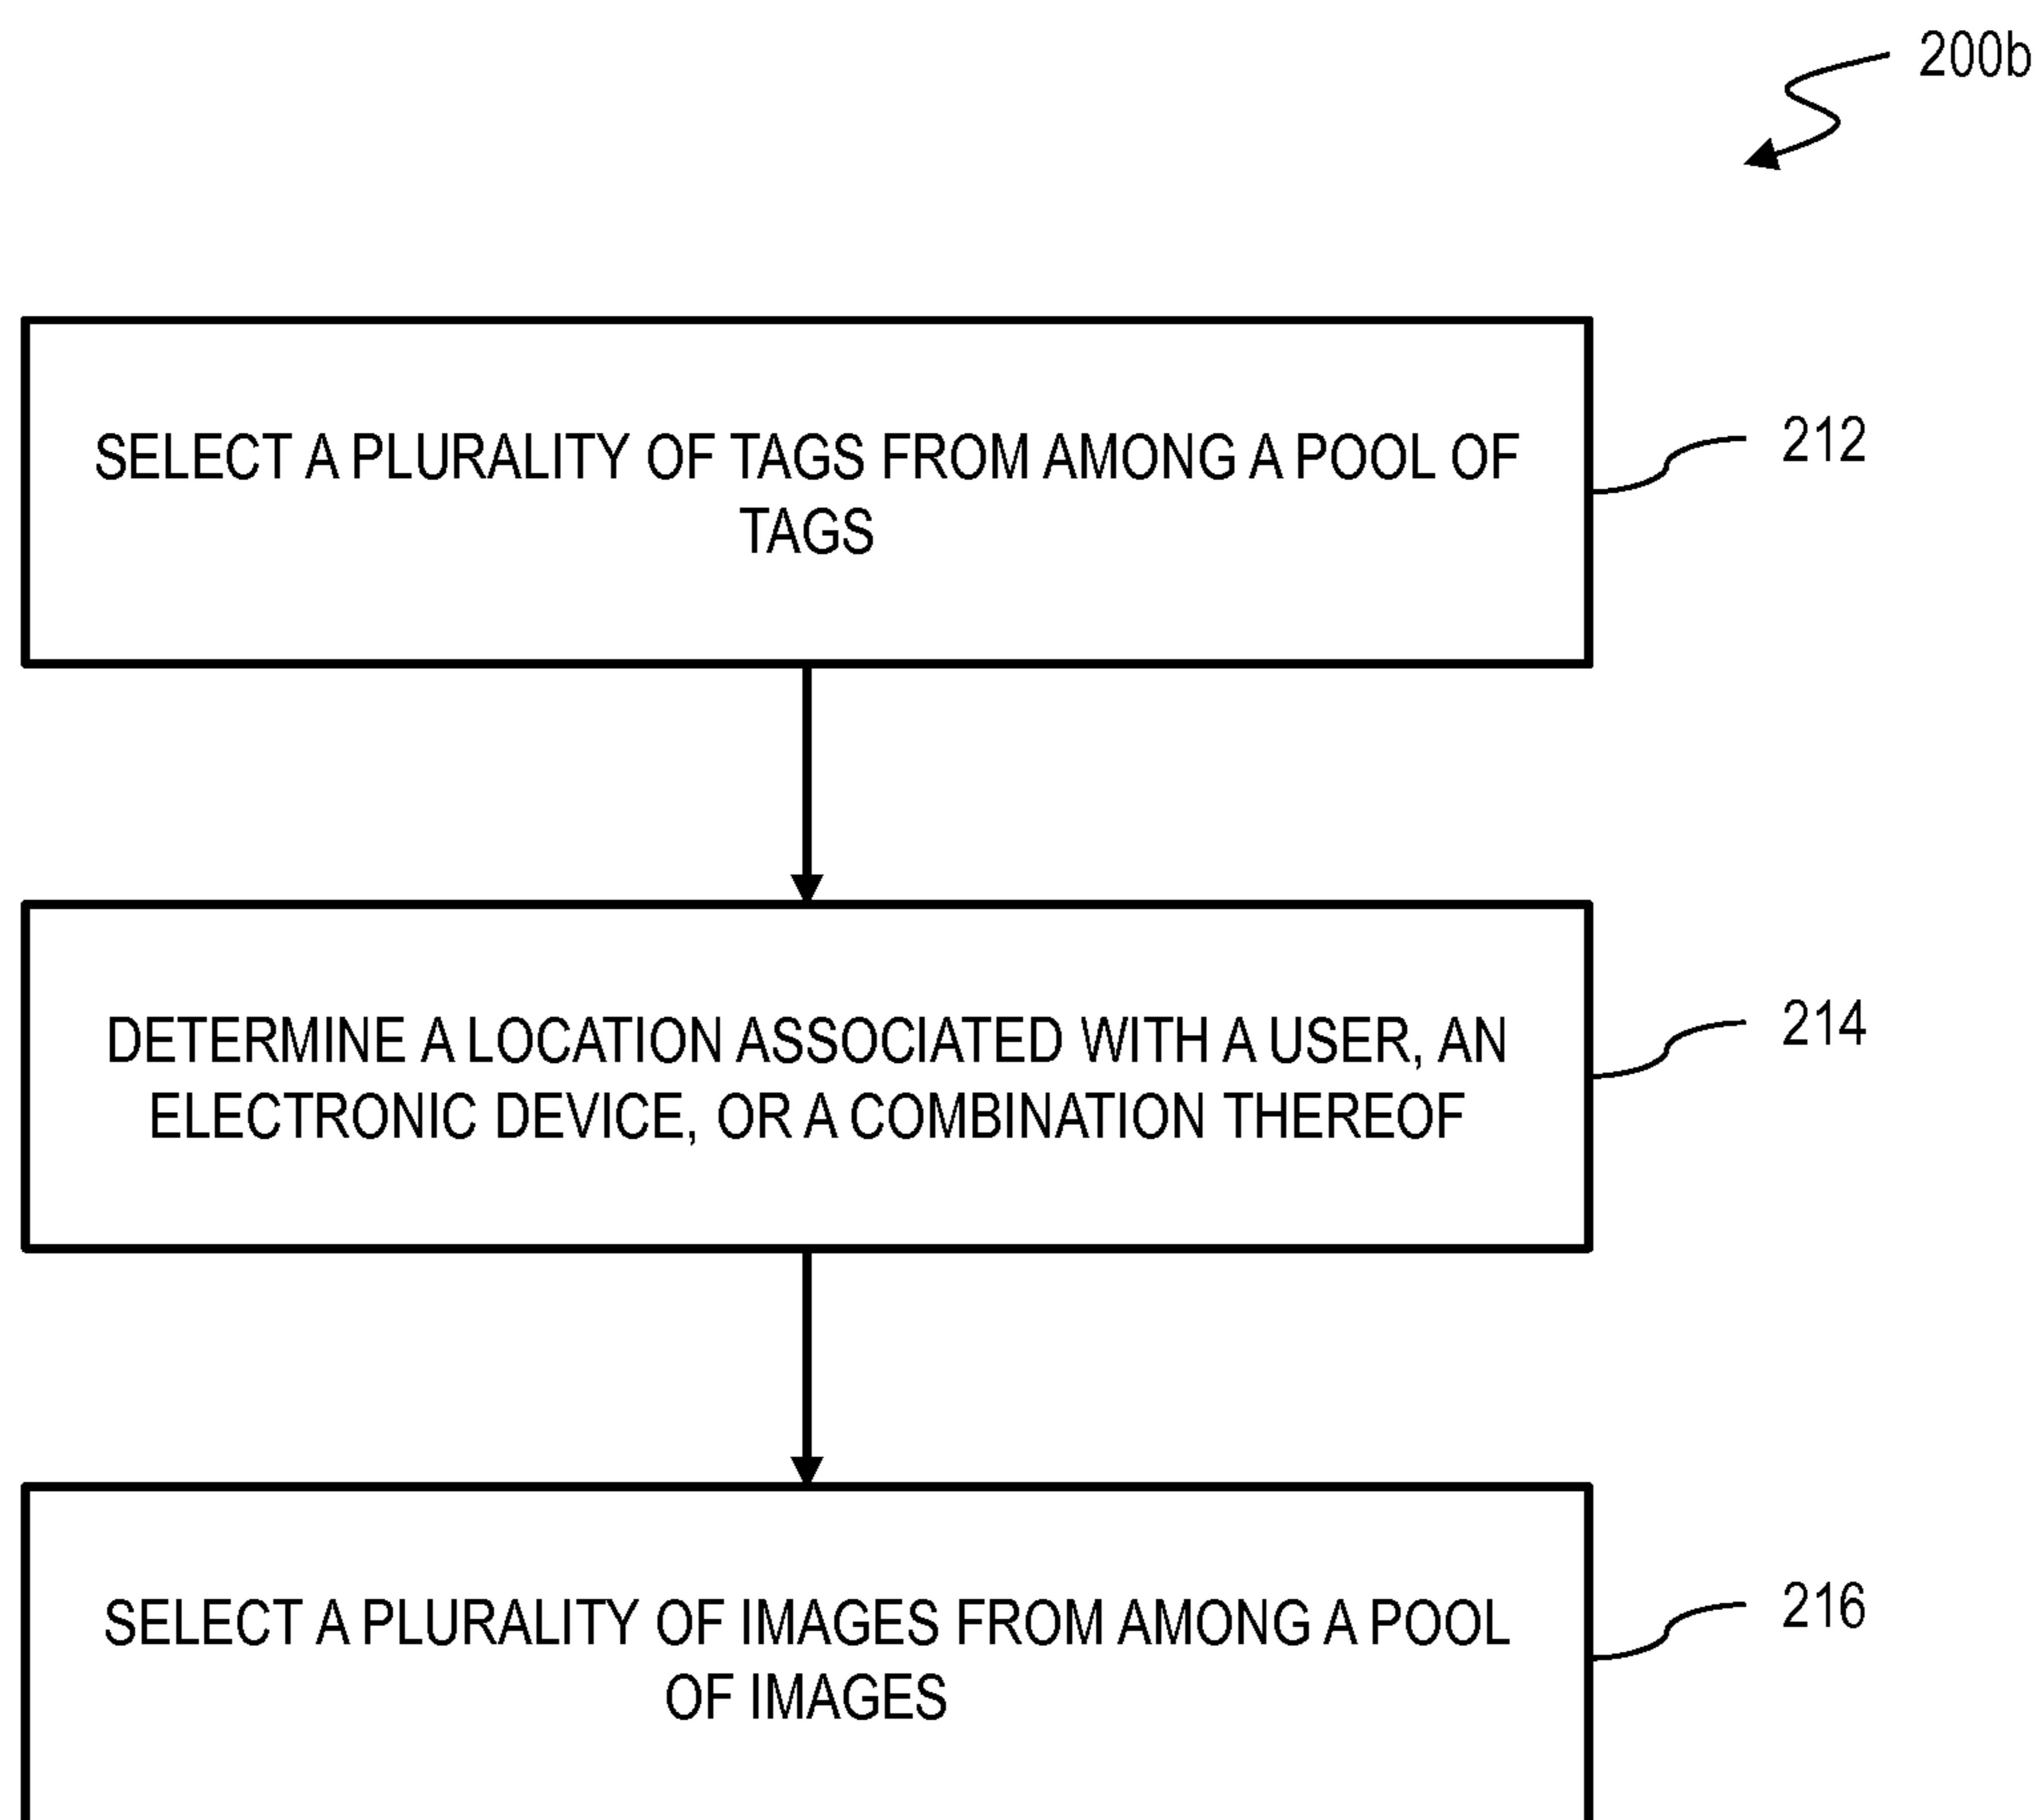 200b
SELECT A PLURALITY OF TAGS FROM AMONG A POOL OF
TAGS
212
DETERMINE A LOCATION ASSOCIATED WITH A USER, AN
ELECTRONIC DEVICE, OR A COMBINATION THEREOF
214
SELECT A PLURALITY OF IMAGES FROM AMONG A POOL
OF IMAGES
216